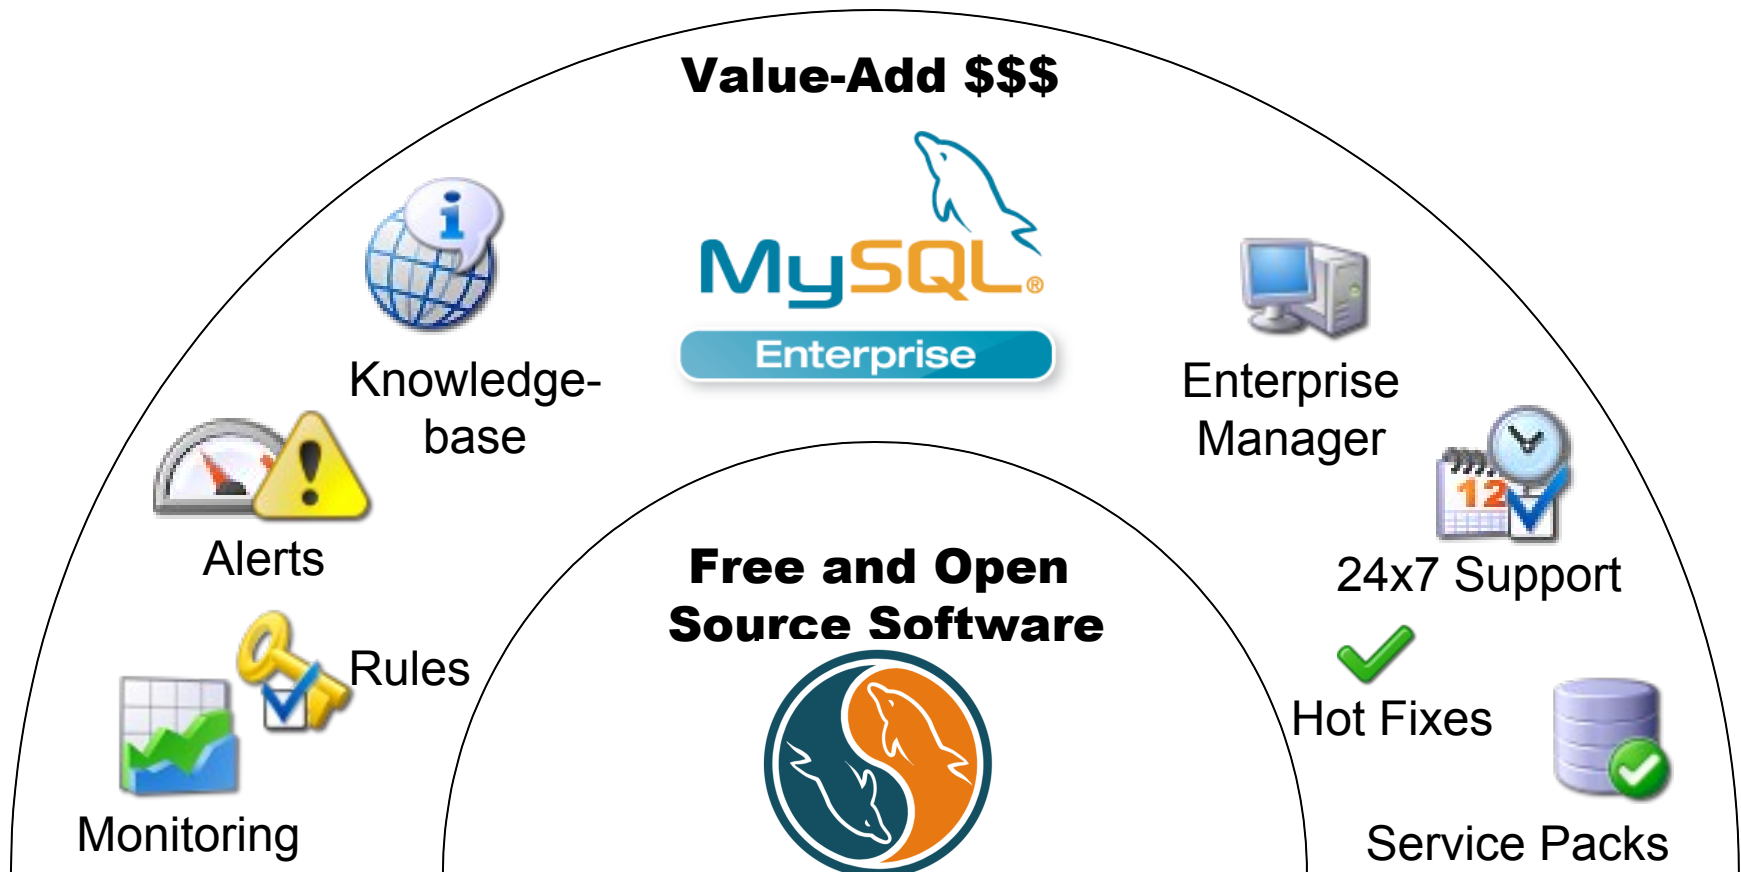 Value-Add $$$
MySQL®
Enterprise
Knowledge-
base
Enterprise
Manager
Alerts
12
24x7 Support
Free and Open
Source Software
Rules
Hot Fixes
Monitoring
Service Packs